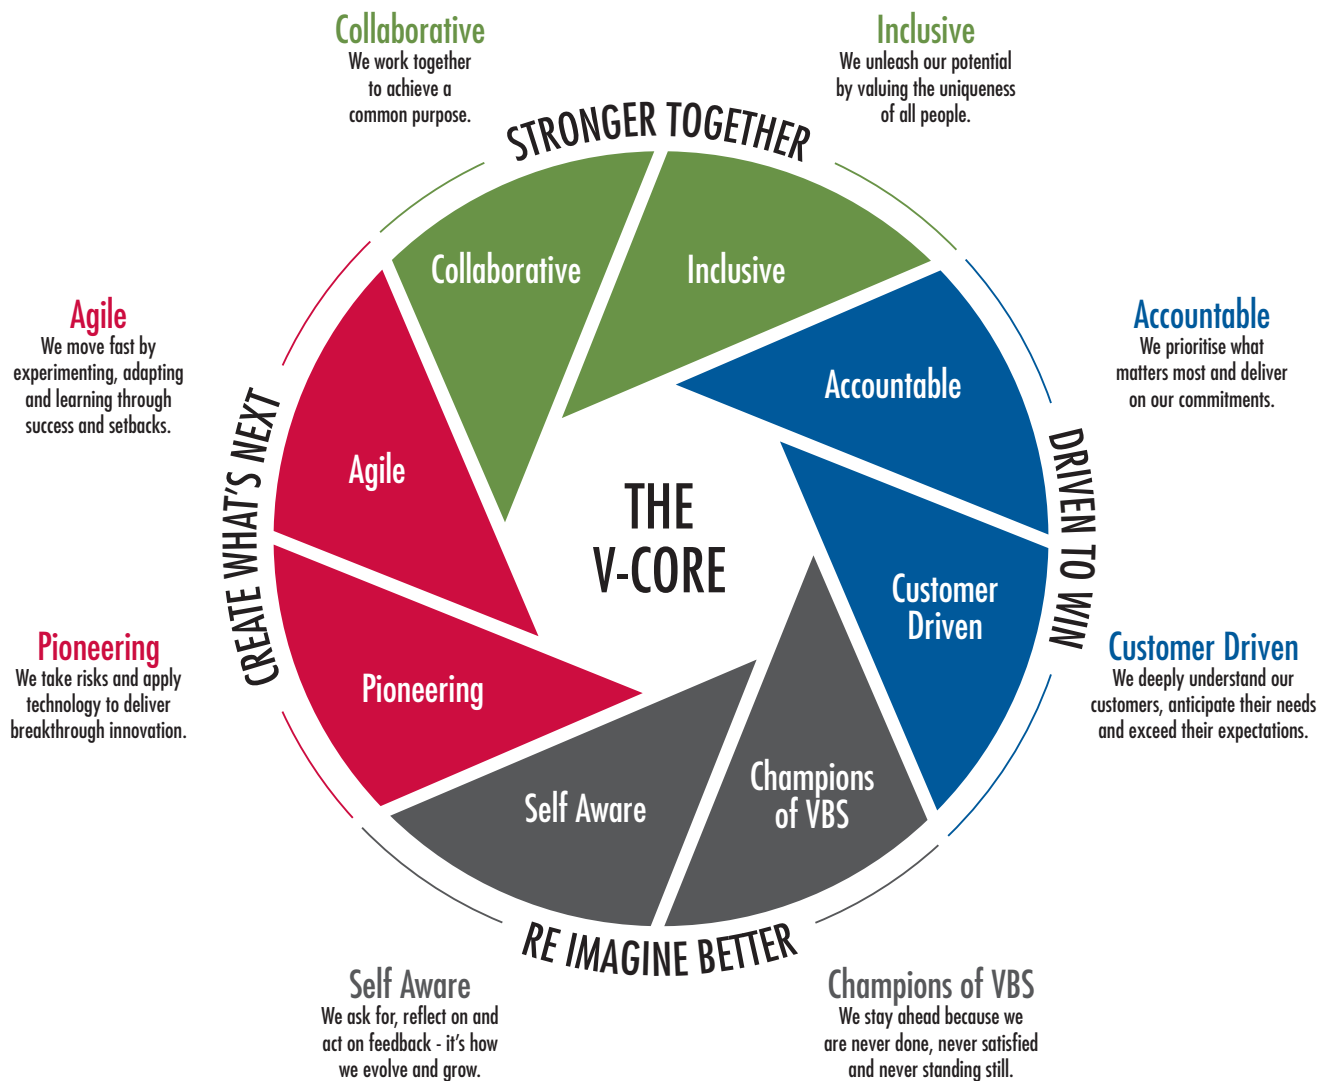 Collaborative
We work together
to achieve a
common purpose.
Inclusive
We unleash our potential
by valuing the uniqueness
of all people.
STRONGER TOGETHER
Collaborative
Inclusive
Agile
We move fast by
experimenting, adapting
and learning through
success and setbacks.
Accountable
We prioritise what
matters most and deliver
on our commitments.
Accountable
Agile
CREATE WHAT'S NEXT
THE
V-CORE
DRIVEN TO WIN
Customer
Driven
Pioneering
We take risks and apply
technology to deliver
breakthrough innovation.
Pioneering
Customer Driven
We deeply understand our
customers, anticipate their needs
and exceed their expectations.
Self Aware
Champions
of VBS
RE IMAGINE BETTER
Self Aware
We ask for, reflect on and
act on feedback - it's how
we evolve and grow.
Champions of VBS
We stay ahead because we
are never done, never satisfied
and never standing still.